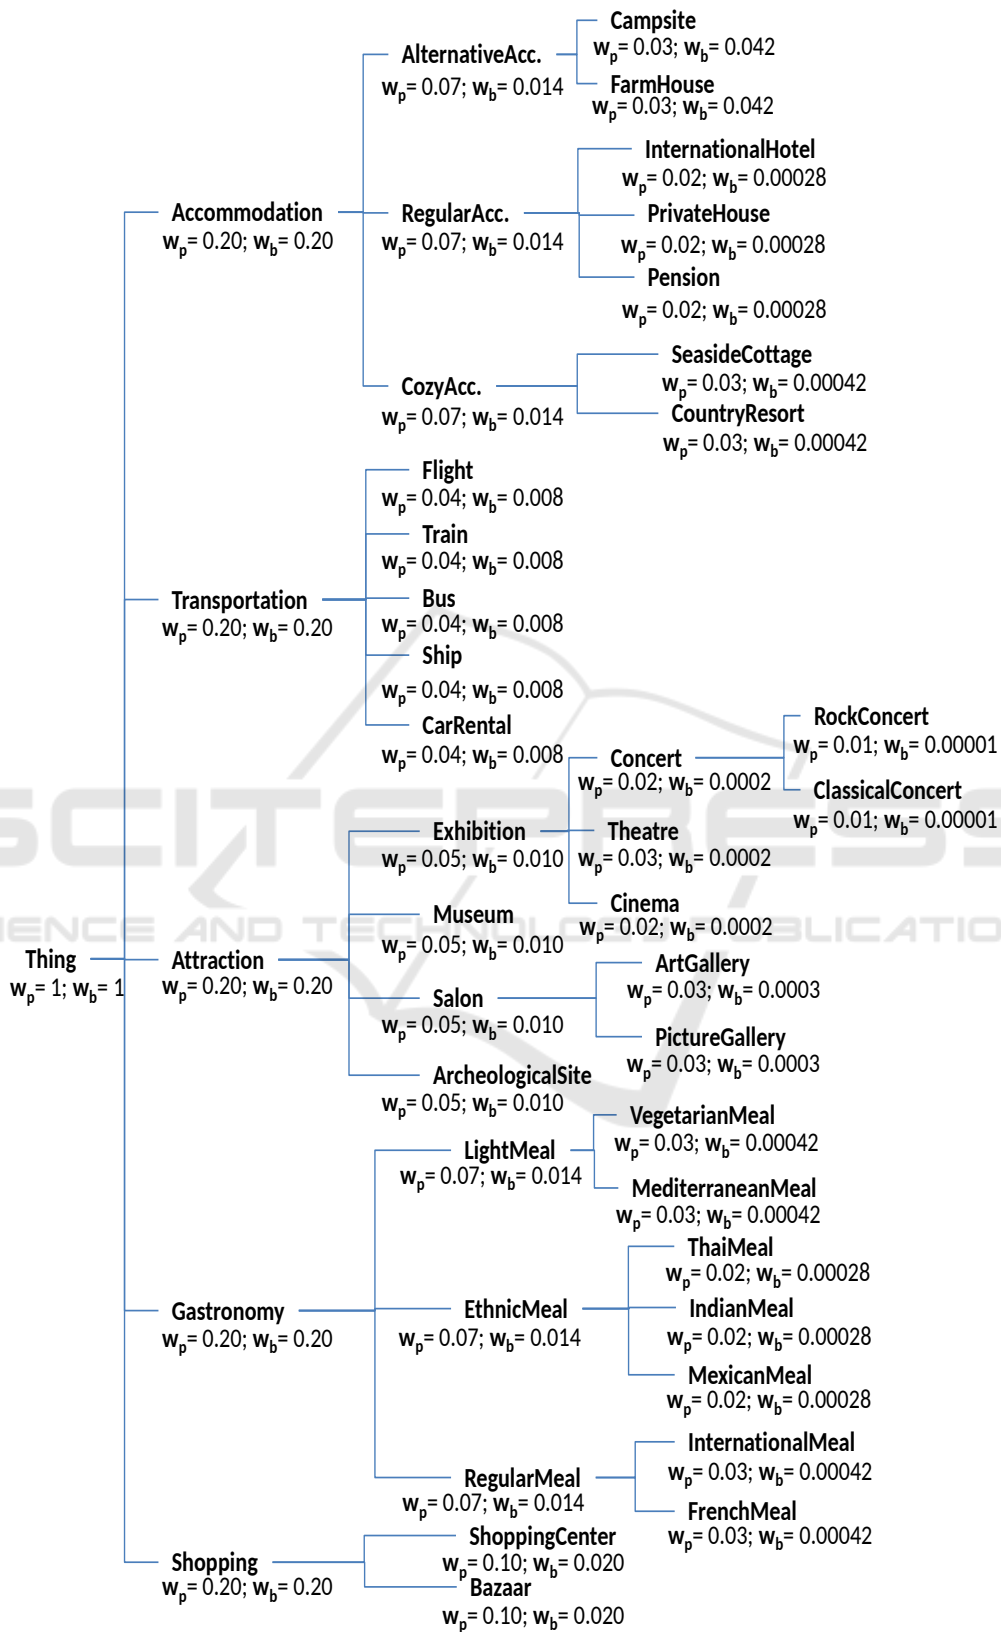 Campsite
wp= 0.03; wb= 0.042
AlternativeAcc.
wp= 0.07; wb= 0.014
FarmHouse
wp= 0.03; wb= 0.042
InternationalHotel
wp= 0.02; wb= 0.00028
Accommodation
wp= 0.20; wb= 0.20
RegularAcc.
wp= 0.07; wb= 0.014
PrivateHouse
wp= 0.02; wb= 0.00028
Pension
wp= 0.02; wb= 0.00028
SeasideCottage
wp= 0.03; wb= 0.00042
CozyAcc.
wp= 0.07; wb= 0.014
CountryResort
wp= 0.03; wb= 0.00042
Flight
wp= 0.04; wb= 0.008
Train
wp= 0.04; wb= 0.008
Transportation
wp= 0.20; wb= 0.20
Bus
wp= 0.04; wb= 0.008
Ship
wp= 0.04; wb= 0.008
CarRental
wp= 0.04; wb= 0.008
RockConcert
wp= 0.01; wb= 0.00001
Concert
wp= 0.02; wb= 0.0002
ClassicalConcert
wp= 0.01; wb= 0.00001
Exhibition
wp= 0.05; wb= 0.010
Theatre
wp= 0.03; wb= 0.0002
Cinema
wp= 0.02; wb= 0.0002
Museum
wp= 0.05; wb= 0.010
SCITEPRESS
IENCE AND TECHNOLOGY PUBLICATIO
Thing
wp= 1; wb= 1
Attraction
wp= 0.20; wb= 0.20
ArtGallery
wp= 0.03; wb= 0.0003
Salon
wp= 0.05; wb= 0.010
PictureGallery
wp= 0.03; wb= 0.0003
ArcheologicalSite
wp= 0.05; wb= 0.010
VegetarianMeal
wp= 0.03; wb= 0.00042
LightMeal
wp= 0.07; wb= 0.014
MediterraneanMeal
wp= 0.03; wb= 0.00042
ThaiMeal
wp= 0.02; wb= 0.00028
Gastronomy
wp= 0.20; wb= 0.20
EthnicMeal
wp= 0.07; wb= 0.014
IndianMeal
wp= 0.02; wb= 0.00028
MexicanMeal
wp= 0.02; wb= 0.00028
InternationalMeal
wp= 0.03; wb= 0.00042
RegularMeal
wp= 0.07; wb= 0.014
FrenchMeal
wp= 0.03; wb= 0.00042
Shopping
wp= 0.20; wb= 0.20
ShoppingCenter
wp= 0.10; wb= 0.020
Bazaar
wp= 0.10; wb= 0.020